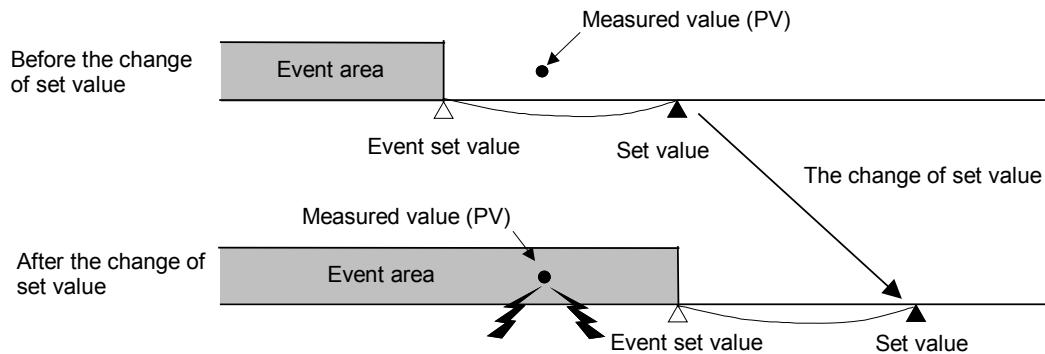 Measured value (PV)
Before the change
of set value
Event area
Event set value
Set value
The change of set value
Measured value (PV)
After the change of
set value
Event area
Event set value
Set value